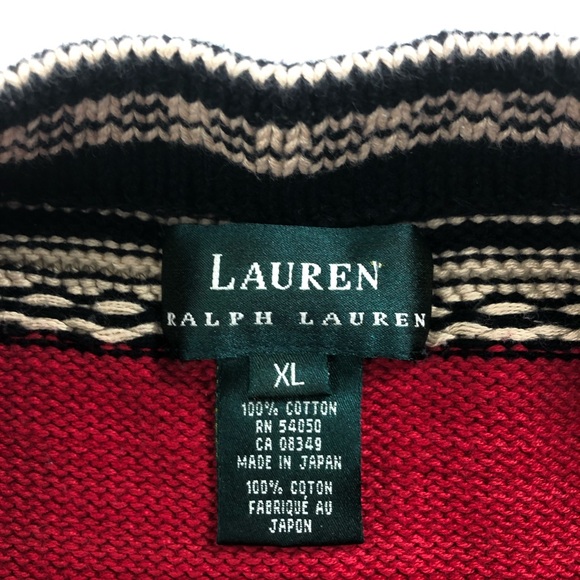 LAUREN
RALPH LAUREN
XL
100% COTTON
RN 54050
CA 08349
MADE IN JAPAN
100% COTON
FABRIQUÉ AU
JAPON